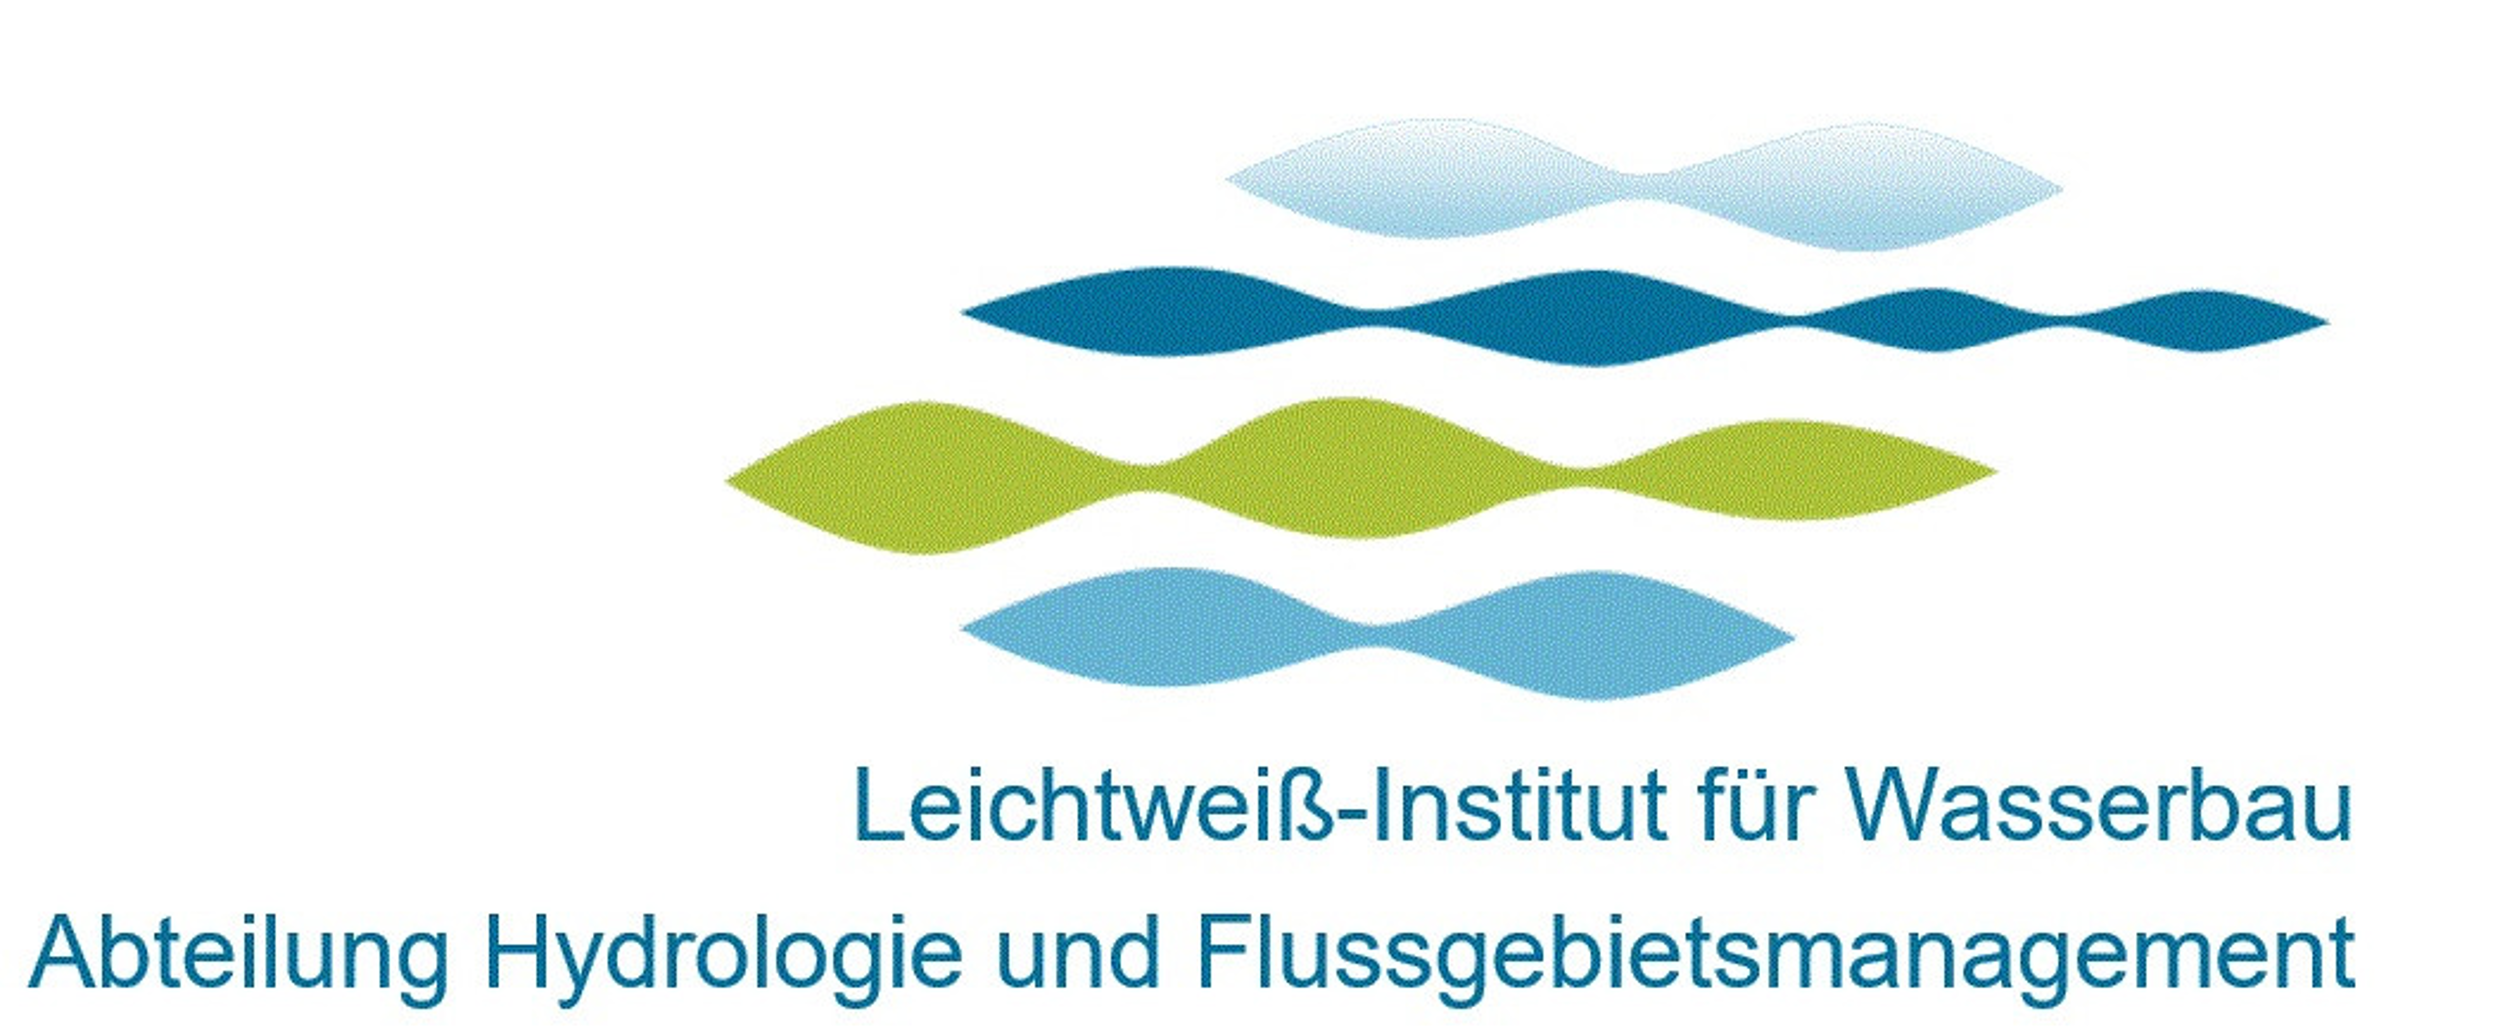 Leichtweiß-Institut für Wasserbau
Abteilung Hydrologie und Flussgebietsmanagement